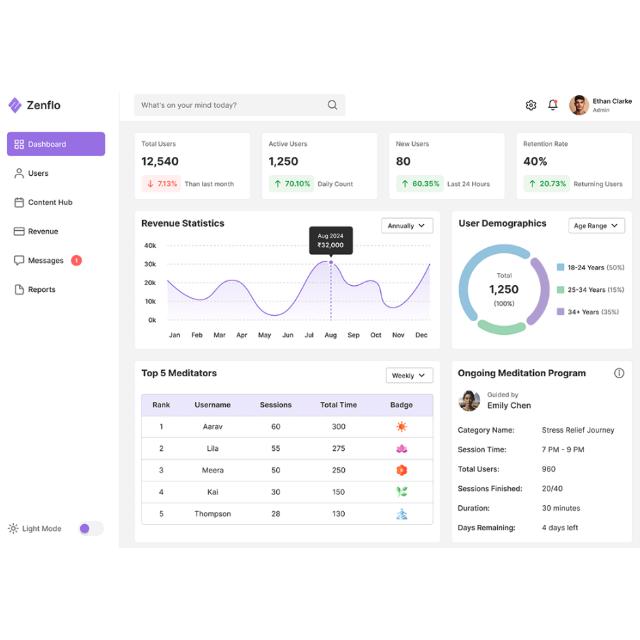 Zenflo
What's on your mind today?
Ethan Clarke
Admin
Dashboard
Users
Content Hub
Revenue
Messages 1
Reports
Light Mode
Total Users
12,540
7.13% Than last month
Active Users
1,250
70.10% Daily Count
New Users
80
60.35% Last 24 Hours
Retention Rate
40%
20.73% Returning Users
Revenue Statistics
Annually
Aug 2024
₹32,000
40k
30k
20k
10k
0k
Jan Feb Mar Apr May Jun Jul Aug Sep Oct Nov Dec
User Demographics
Age Range
Total
1,250
(100%)
18-24 Years (50%)
25-34 Years (15%)
34+ Years (35%)
Top 5 Meditators
Weekly
Rank Username Sessions Total Time Badge
1 Aarav 60 300
2 Lila 55 275
3 Meera 50 250
4 Kai 30 150
5 Thompson 28 130
Ongoing Meditation Program
Guided by
Emily Chen
Category Name: Stress Relief Journey
Session Time: 7 PM - 9 PM
Total Users: 960
Sessions Finished: 20/40
Duration: 30 minutes
Days Remaining: 4 days left